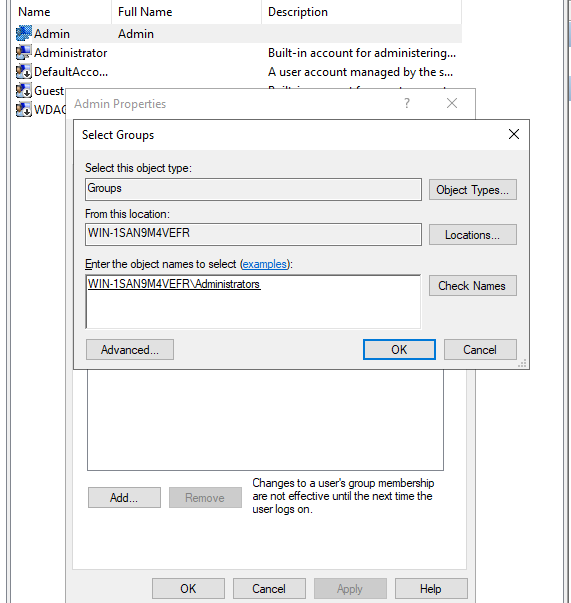 Name Full Name Description
Admin Admin
Administrator Built-in account for administering...
DefaultAcco... A user account managed by the s...
Guest
WDAG
Admin Properties
Select Groups
Select this object type:
Groups
Object Types...
From this location:
WIN-1SAN9M4VEFR
Locations...
Enter the object names to select (examples):
WIN-1SAN9M4VEFR\Administrators
Check Names
Advanced... OK Cancel
Changes to a user's group membership
are not effective until the next time the
user logs on.
Add... Remove
OK Cancel Apply Help